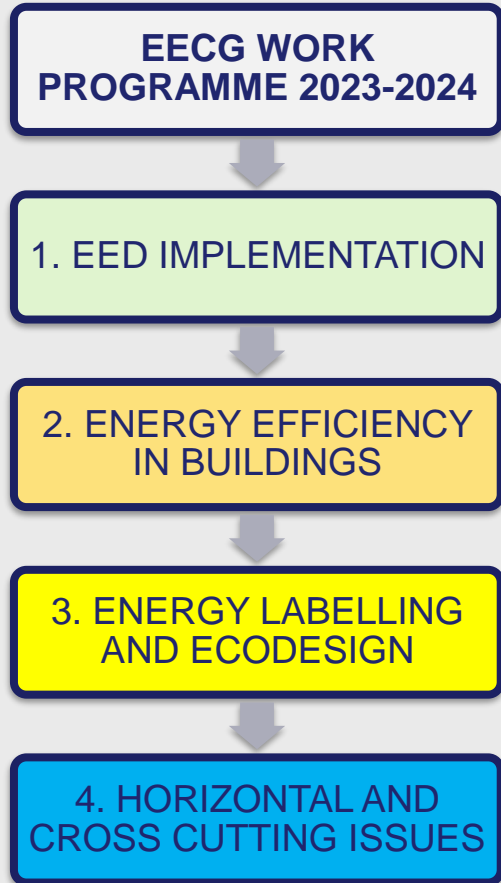 EECG WORK
PROGRAMME 2023-2024
1. EED IMPLEMENTATION
2. ENERGY EFFICIENCY
IN BUILDINGS
3. ENERGY LABELLING
AND ECODESIGN
4. HORIZONTAL AND
CROSS CUTTING ISSUES